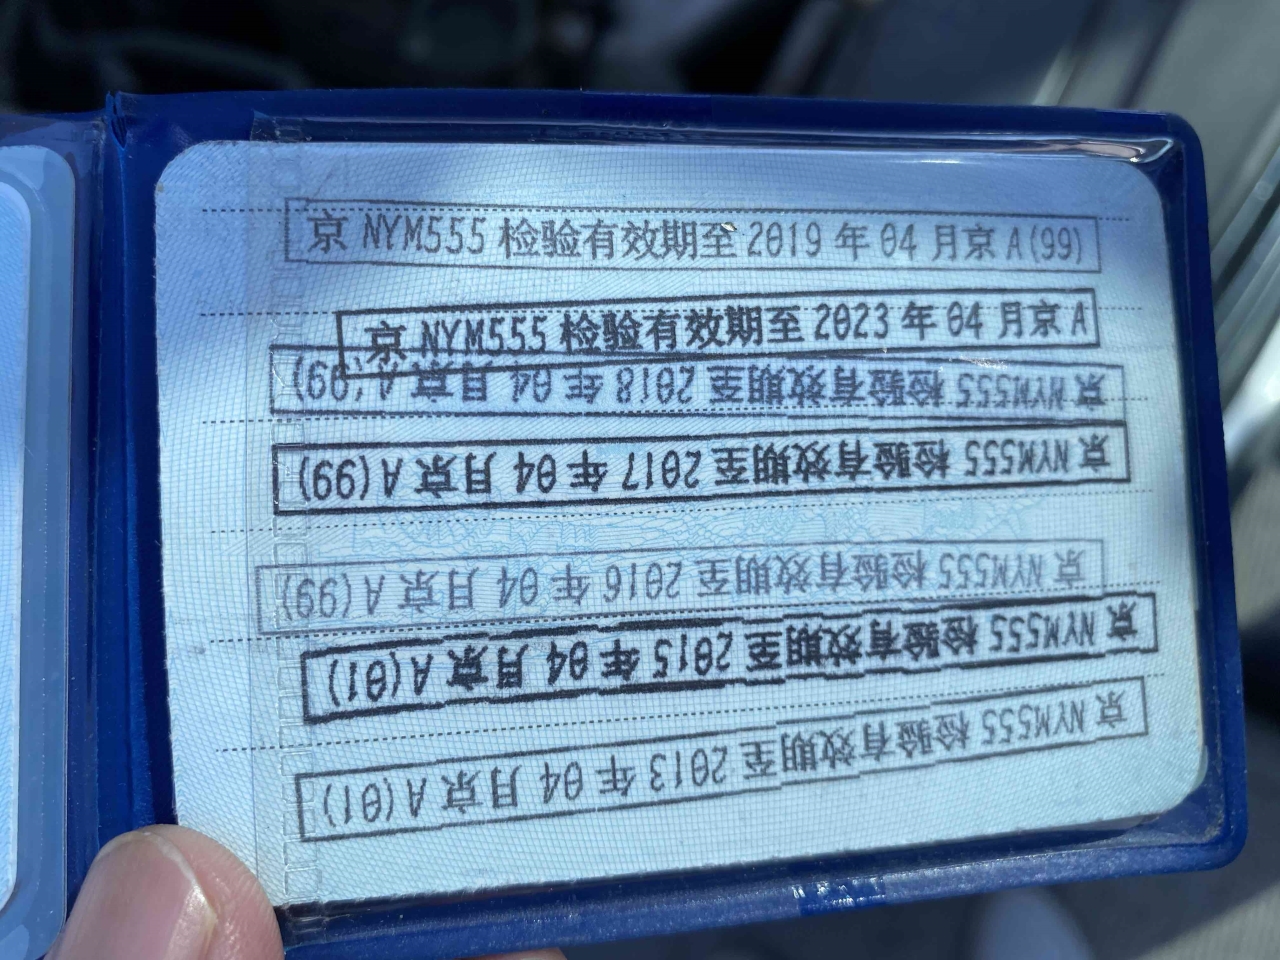 京 NYM555 检验有效期至 2019 年 04 月京 A(99)
京 NYM555 检验有效期至 2023 年 04 月京 A
京 NYM555 检验有效期至 2018 年 04 月京 A(99)
京 NYM555 检验有效期至 2017 年 04 月京 A(99)
京 NYM555 检验有效期至 2016 年 04 月京 A(99)
京 NYM555 检验有效期至 2015 年 04 月京 A(01)
京 NYM555 检验有效期至 2013 年 04 月京 A(01)